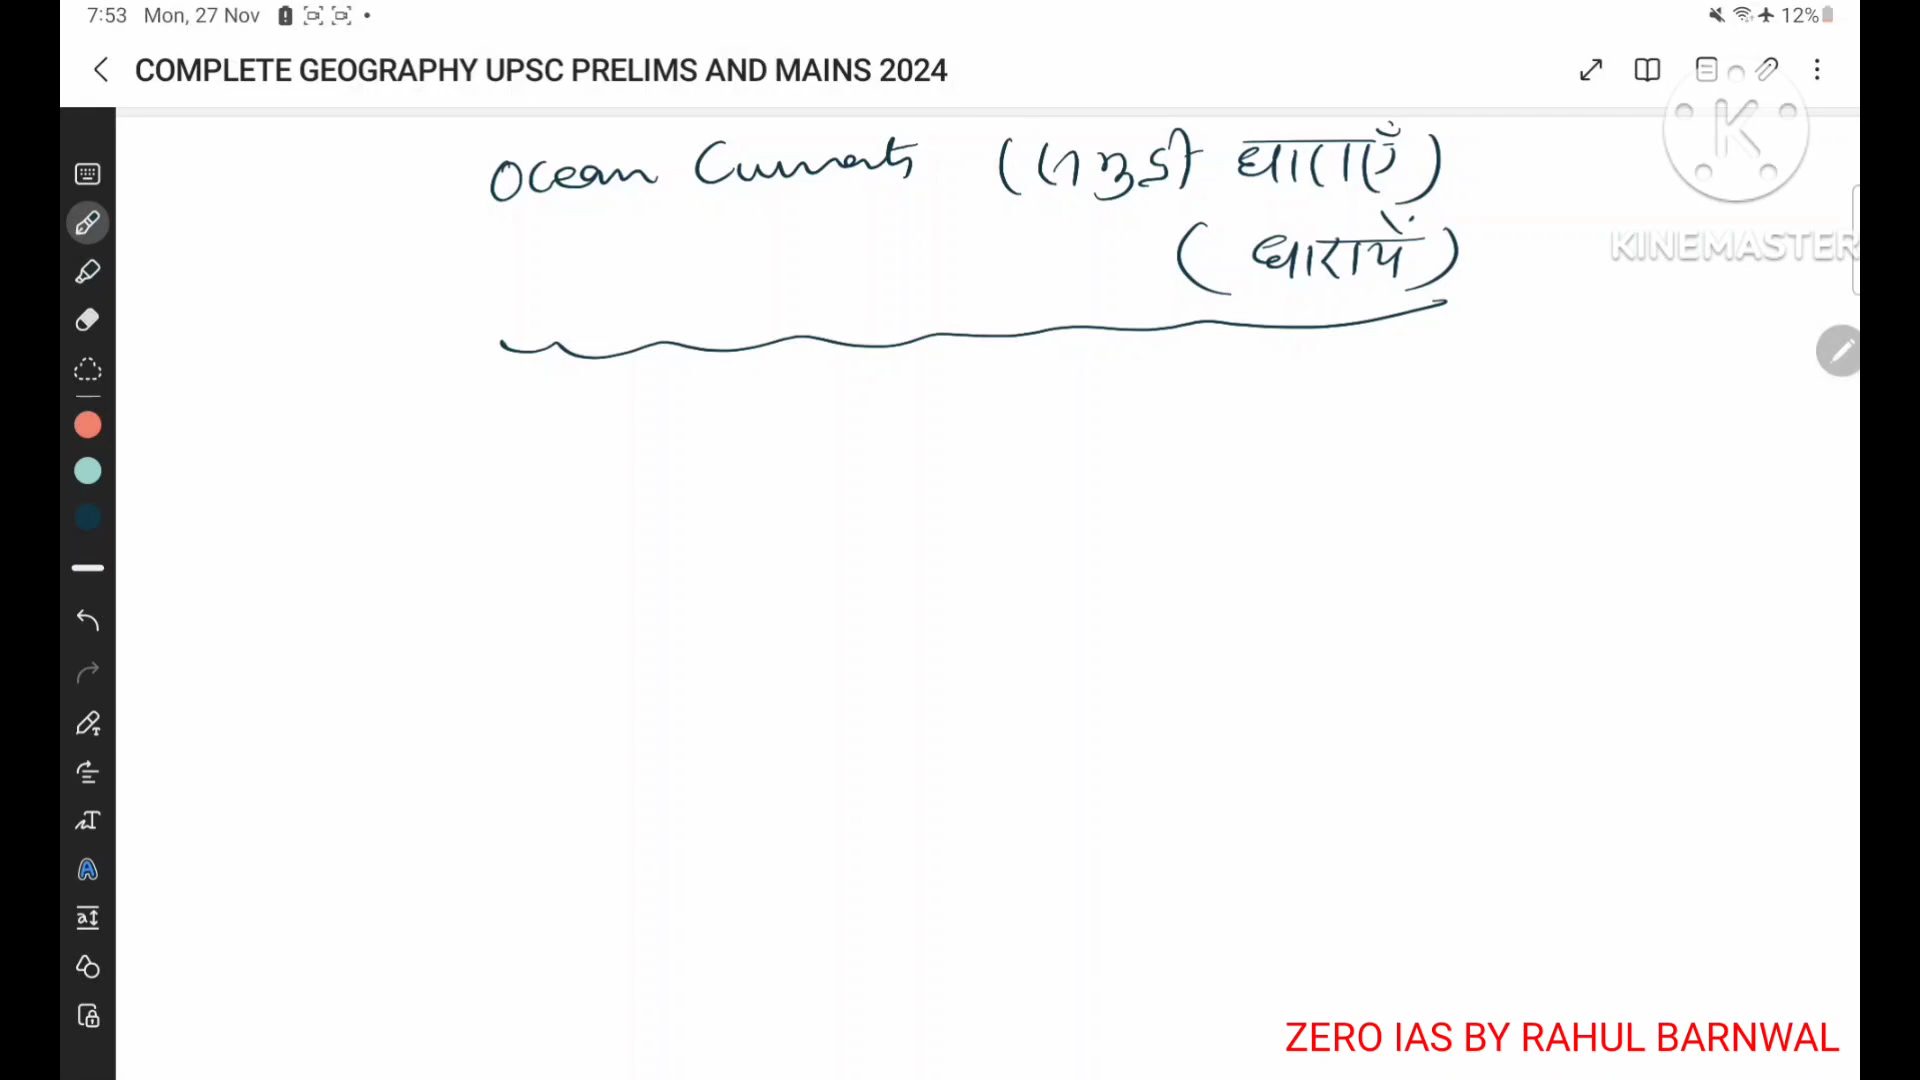 7:53 Mon, 27 Nov
12%
COMPLETE GEOGRAPHY UPSC PRELIMS AND MAINS 2024
K
KINEMASTER
Ocean Currents (समुद्री धाराएँ)
(धारायें)
ZERO IAS BY RAHUL BARNWAL